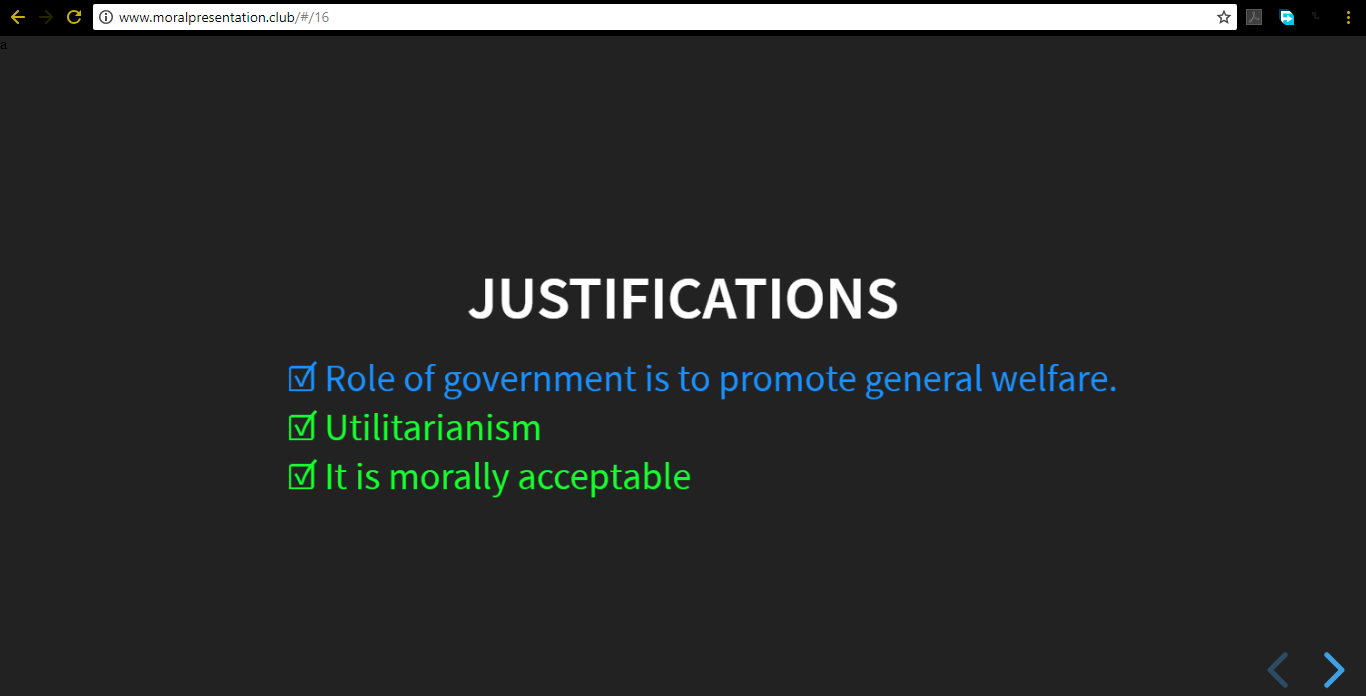 www.moralpresentation.club/#/16
a
JUSTIFICATIONS
☑ Role of government is to promote general welfare.
☑ Utilitarianism
☑ It is morally acceptable